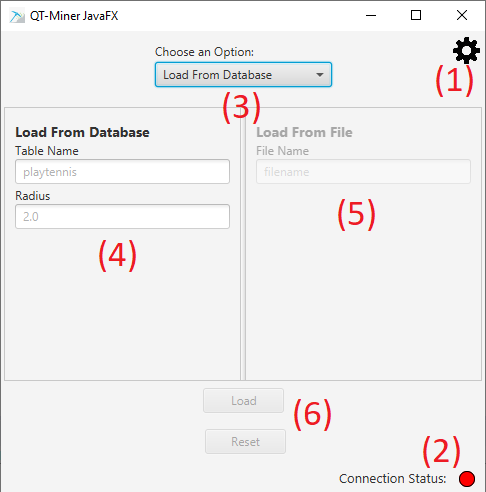 QT-Miner JavaFX
Choose an Option:
Load From Database
(1)
(3)
Load From Database
Table Name
playtennis
Radius
2.0
(4)
Load From File
File Name
filename
(5)
Load
Reset
(6)
(2)
Connection Status: